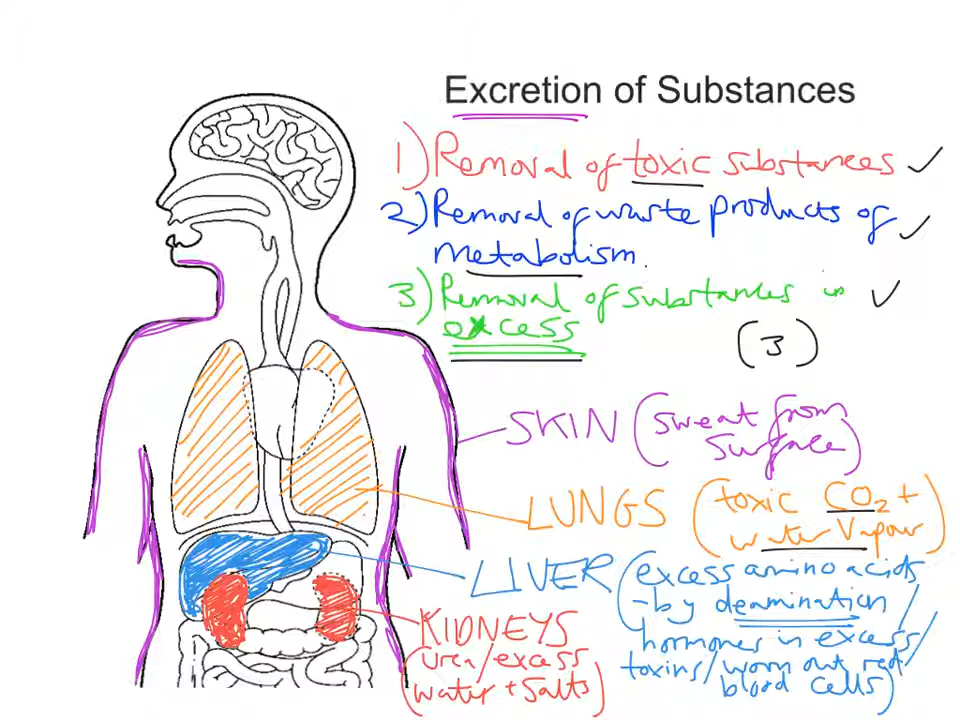 Excretion of Substances
1) Removal of toxic substances ✓
2) Removal of waste products of
metabolism. ✓
3) Removal of substances in ✓
excess
(3)
SKIN (sweat from
surface)
LUNGS (toxic CO₂ +
water vapour)
LIVER (excess amino acids
- by deamination /
hormones in excess /
toxins / worn out red
blood cells)
KIDNEYS
(urea/excess
water + salts)